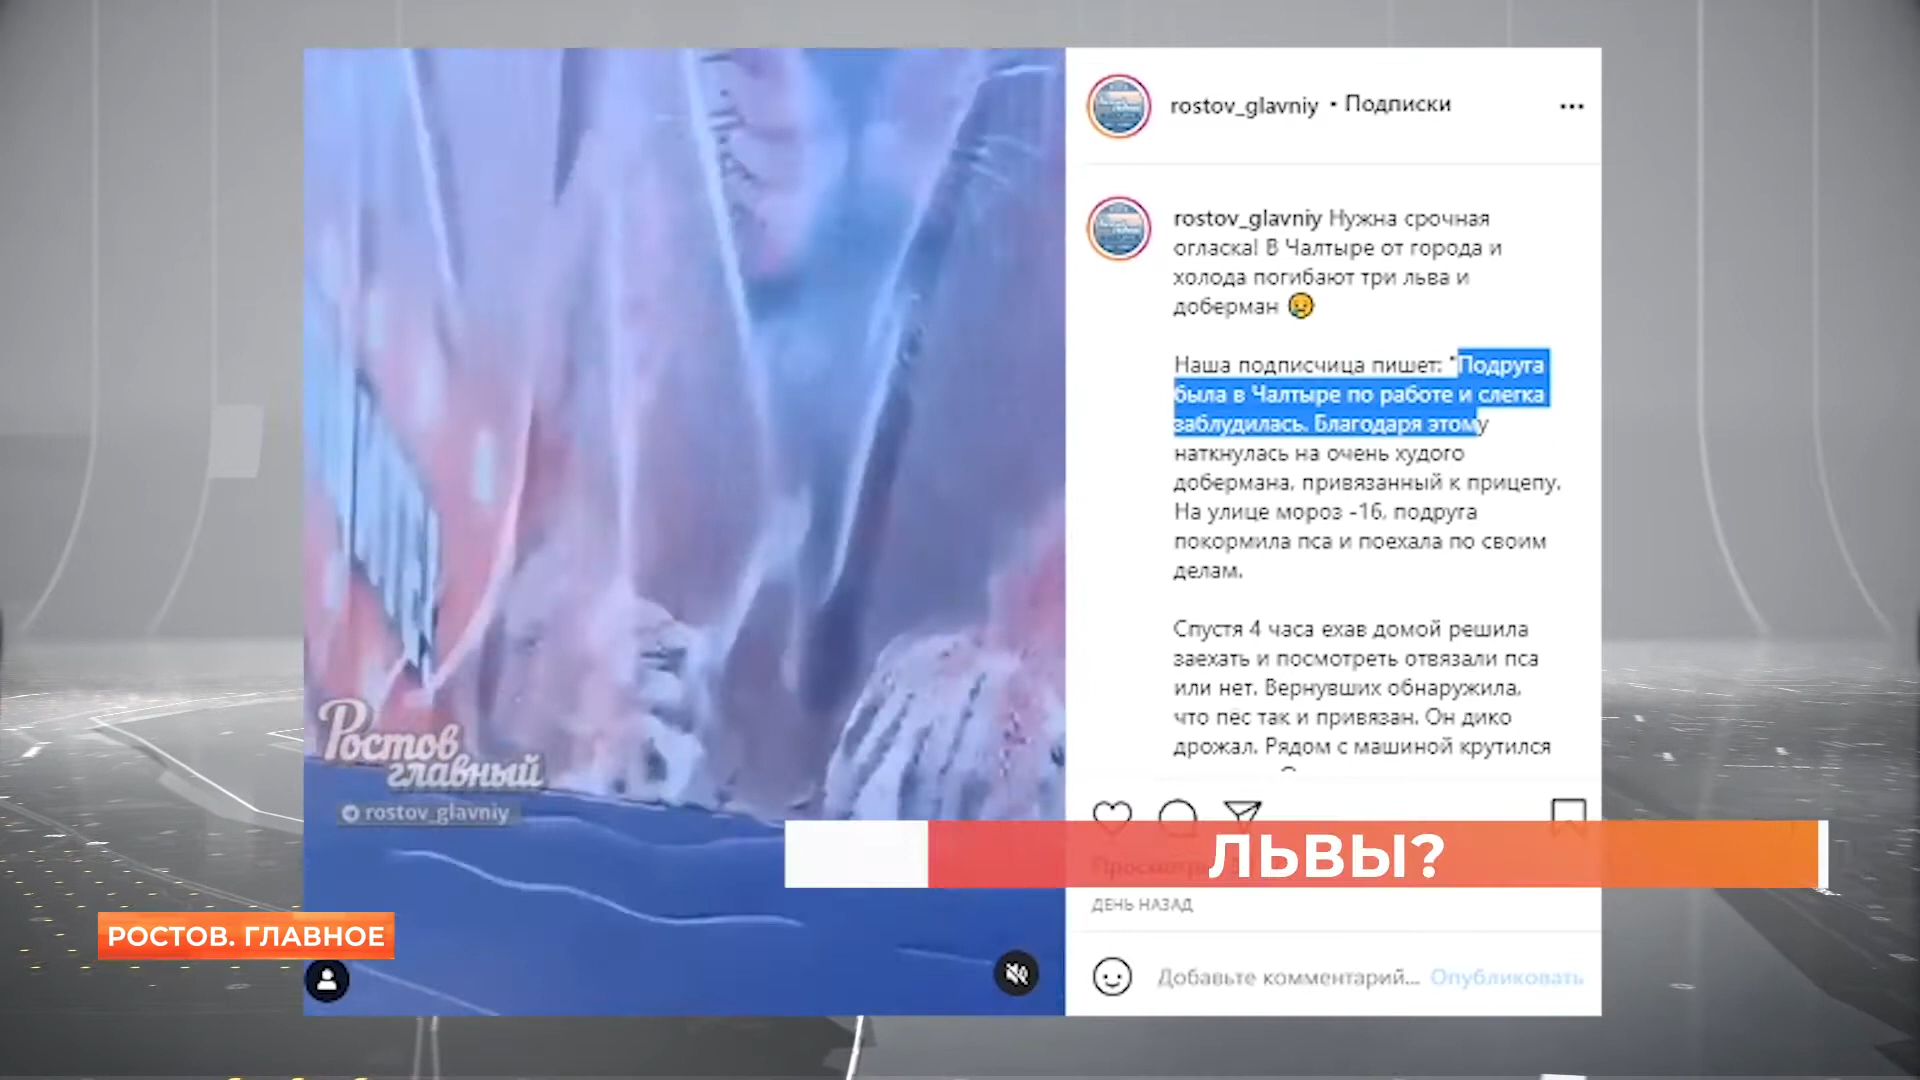 rostov_glavniy • Подписки
rostov_glavniy Нужна срочная
огласка! В Чалтыре от города и
холода погибают три льва и
доберман
Наша подписчица пишет: "Подруга
была в Чалтыре по работе и слегка
заблудилась. Благодаря этому
наткнулась на очень худого
добермана, привязанный к прицепу.
На улице мороз -16, подруга
покормила пса и поехала по своим
делам.
Спустя 4 часа ехав домой решила
заехать и посмотреть отвязали пса
или нет. Вернувших обнаружила,
что пёс так и привязан. Он дико
дрожал. Рядом с машиной крутился
Ростов
главный
rostov_glavniy
ЛЬВЫ?
ДЕНЬ НАЗАД
РОСТОВ. ГЛАВНОЕ
Добавьте комментарий... Опубликовать